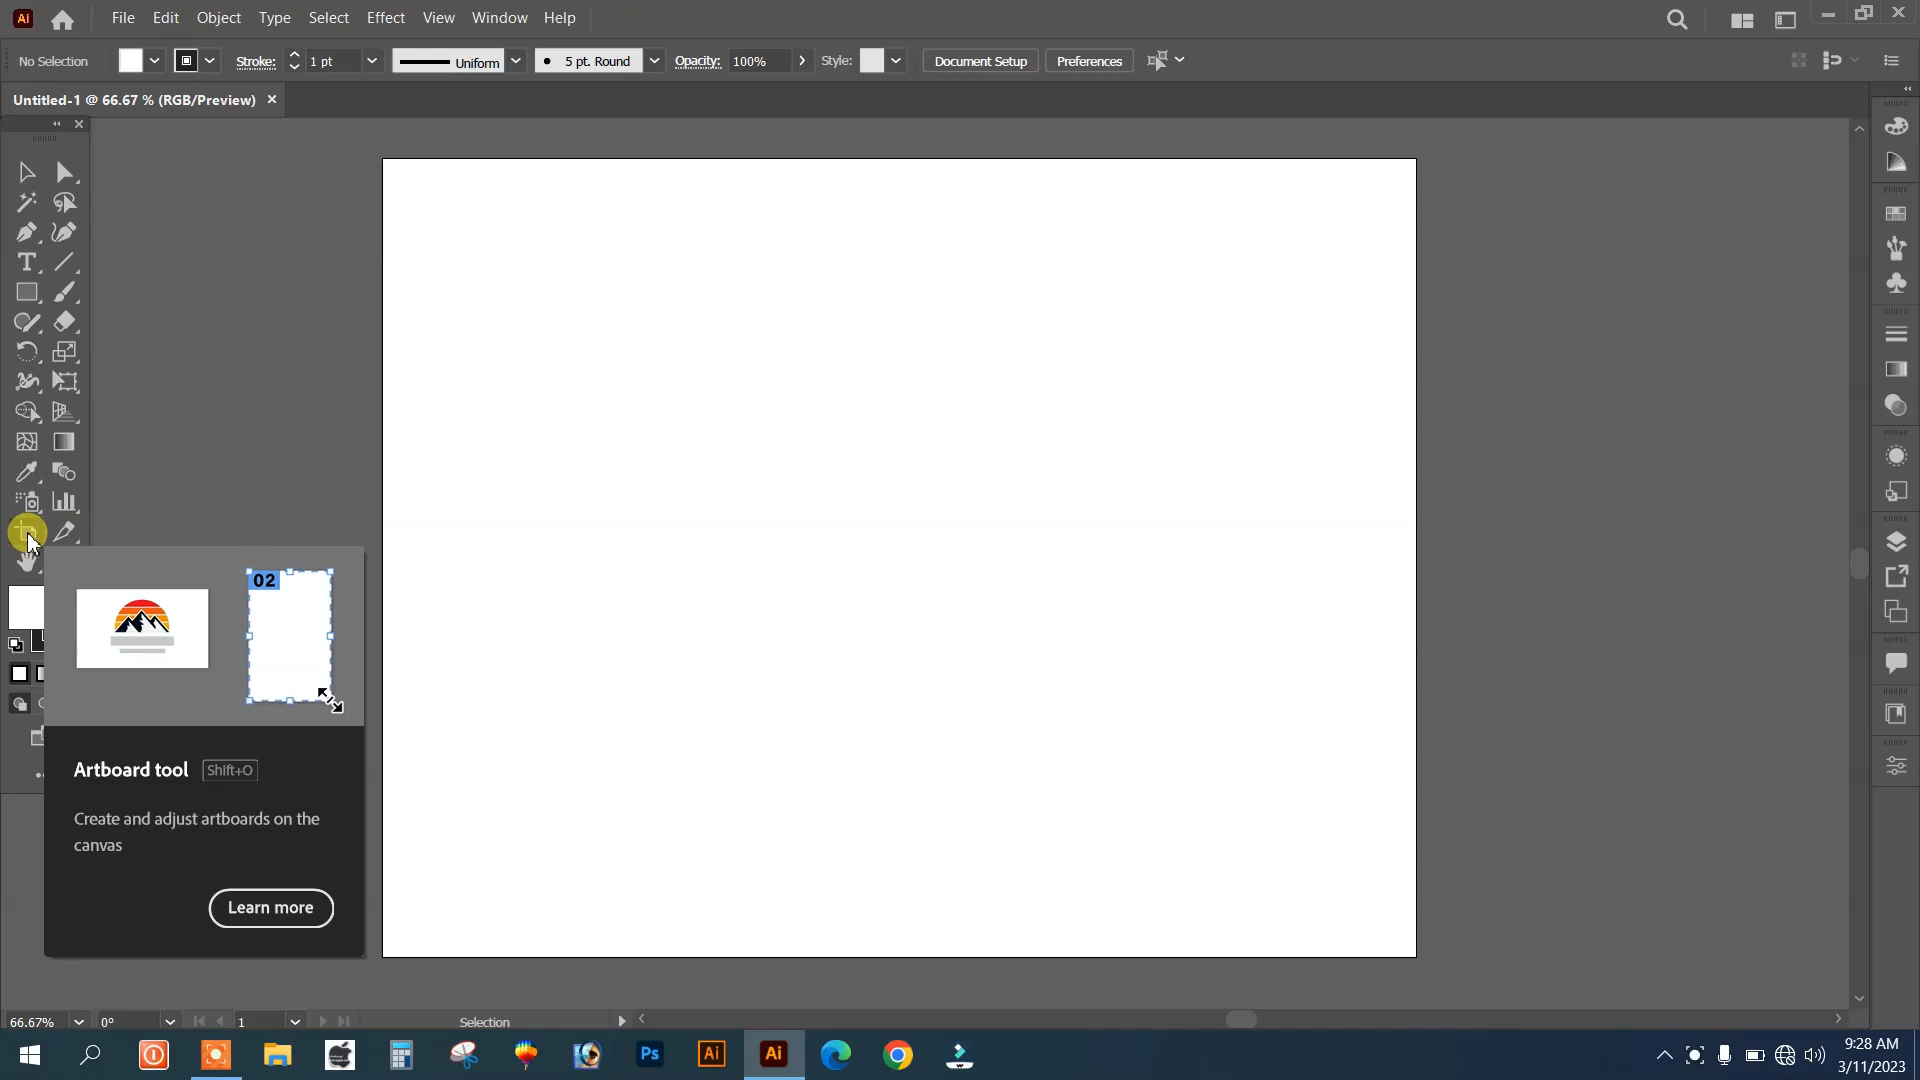 Ai File Edit Object Type Select Effect View Window Help
No Selection Stroke: 1 pt Uniform 5 pt. Round Opacity: 100% Style: Document Setup Preferences
Untitled-1 @ 66.67 % (RGB/Preview)
02
Artboard tool Shift+O
Create and adjust artboards on the
canvas
Learn more
66.67% 0° 1 Selection
Ps Ai Ai
9:28 AM
3/11/2023